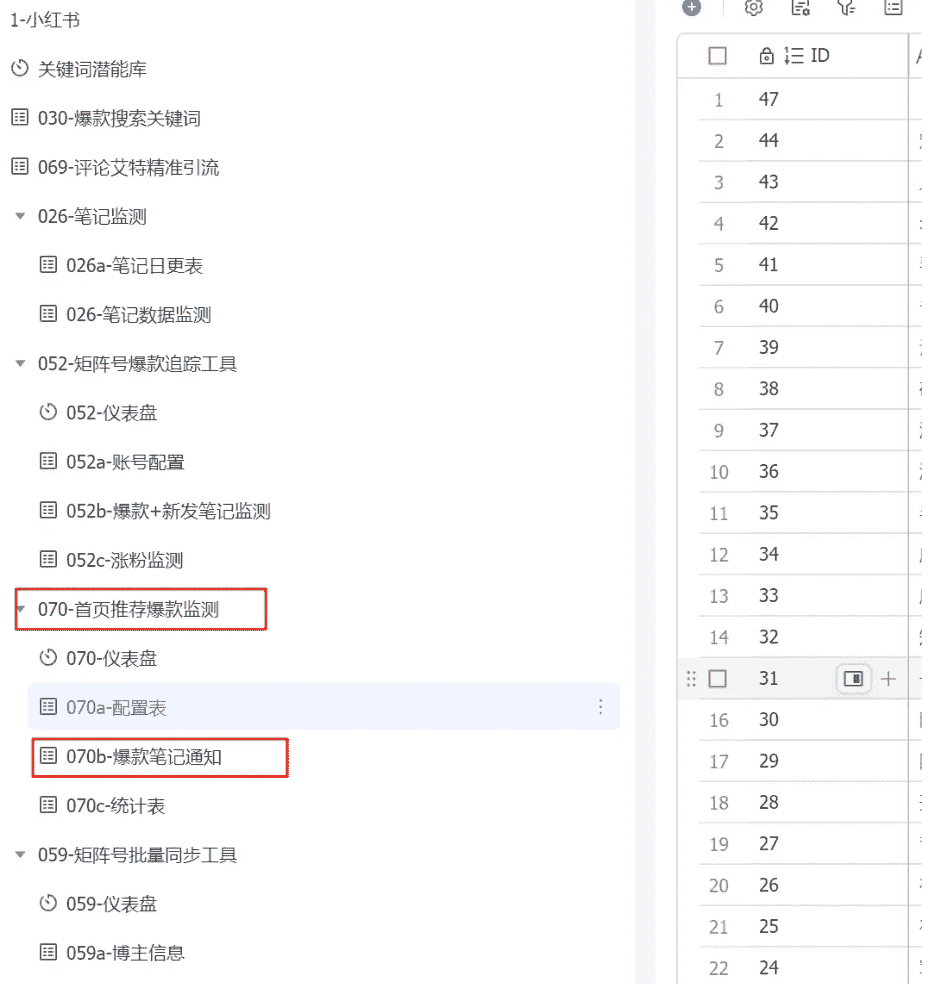 1-小红书
关键词潜能库
030-爆款搜索关键词
069-评论艾特精准引流
026-笔记监测
026a-笔记日更表
026-笔记数据监测
052-矩阵号爆款追踪工具
052-仪表盘
052a-账号配置
052b-爆款+新发笔记监测
052c-涨粉监测
070-首页推荐爆款监测
070-仪表盘
070a-配置表
070b-爆款笔记通知
070c-统计表
059-矩阵号批量同步工具
059-仪表盘
059a-博主信息
ID
1 47
2 44
3 43
4 42
5 41
6 40
7 39
8 38
9 37
10 36
11 35
12 34
13 33
14 32
31
16 30
17 29
18 28
19 27
20 26
21 25
22 24